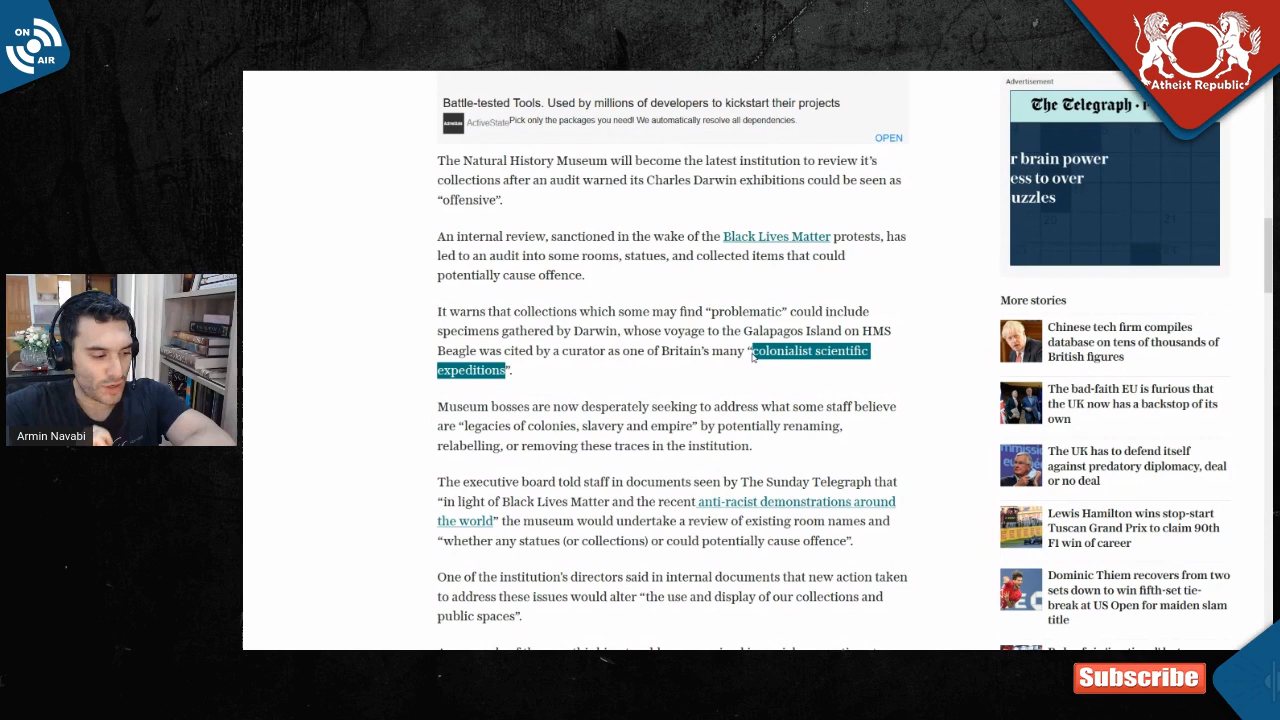 ON
AIR
Atheist Republic
Battle-tested Tools. Used by millions of developers to kickstart their projects
ActiveState
Pick only the packages you need! We automatically resolve all dependencies.
OPEN
The Natural History Museum will become the latest institution to review it's
collections after an audit warned its Charles Darwin exhibitions could be seen as
“offensive”.
An internal review, sanctioned in the wake of the Black Lives Matter protests, has
led to an audit into some rooms, statues, and collected items that could
potentially cause offence.
It warns that collections which some may find “problematic” could include
specimens gathered by Darwin, whose voyage to the Galapagos Island on HMS
Beagle was cited by a curator as one of Britain’s many “colonialist scientific
expeditions”.
Museum bosses are now desperately seeking to address what some staff believe
are “legacies of colonies, slavery and empire” by potentially renaming,
relabelling, or removing these traces in the institution.
The executive board told staff in documents seen by The Sunday Telegraph that
“in light of Black Lives Matter and the recent anti-racist demonstrations around
the world” the museum would undertake a review of existing room names and
“whether any statues (or collections) or could potentially cause offence”.
One of the institution’s directors said in internal documents that new action taken
to address these issues would alter “the use and display of our collections and
public spaces”.
Advertisement
The Telegraph
r brain power
ess to over
uzzles
More stories
Chinese tech firm compiles
database on tens of thousands of
British figures
The bad-faith EU is furious that
the UK now has a backstop of its
own
The UK has to defend itself
against predatory diplomacy, deal
or no deal
Lewis Hamilton wins stop-start
Tuscan Grand Prix to claim 90th
F1 win of career
Dominic Thiem recovers from two
sets down to win fifth-set tie-
break at US Open for maiden slam
title
Armin Navabi
Subscribe